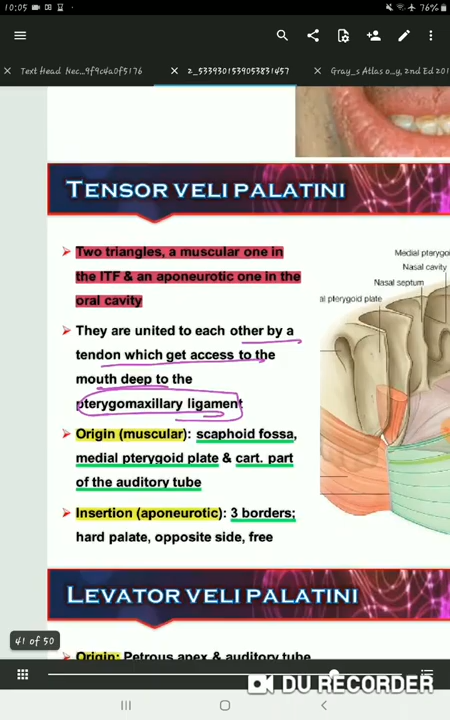 10:05
76%
Text Head Nec...9f9c4a0f5176
2_5339301539053831457
Gray_s Atlas o_y, 2nd Ed 201
TENSOR VELI PALATINI
Two triangles, a muscular one in
the ITF & an aponeurotic one in the
oral cavity
They are united to each other by a
tendon which get access to the
mouth deep to the
pterygomaxillary ligament
Origin (muscular): scaphoid fossa,
medial pterygoid plate & cart. part
of the auditory tube
Insertion (aponeurotic): 3 borders;
hard palate, opposite side, free
Medial pterygo
Nasal cavity
Nasal septum
al pterygoid plate
LEVATOR VELI PALATINI
41 of 50
Origin: Petrous apex & auditory tube
DU RECORDER